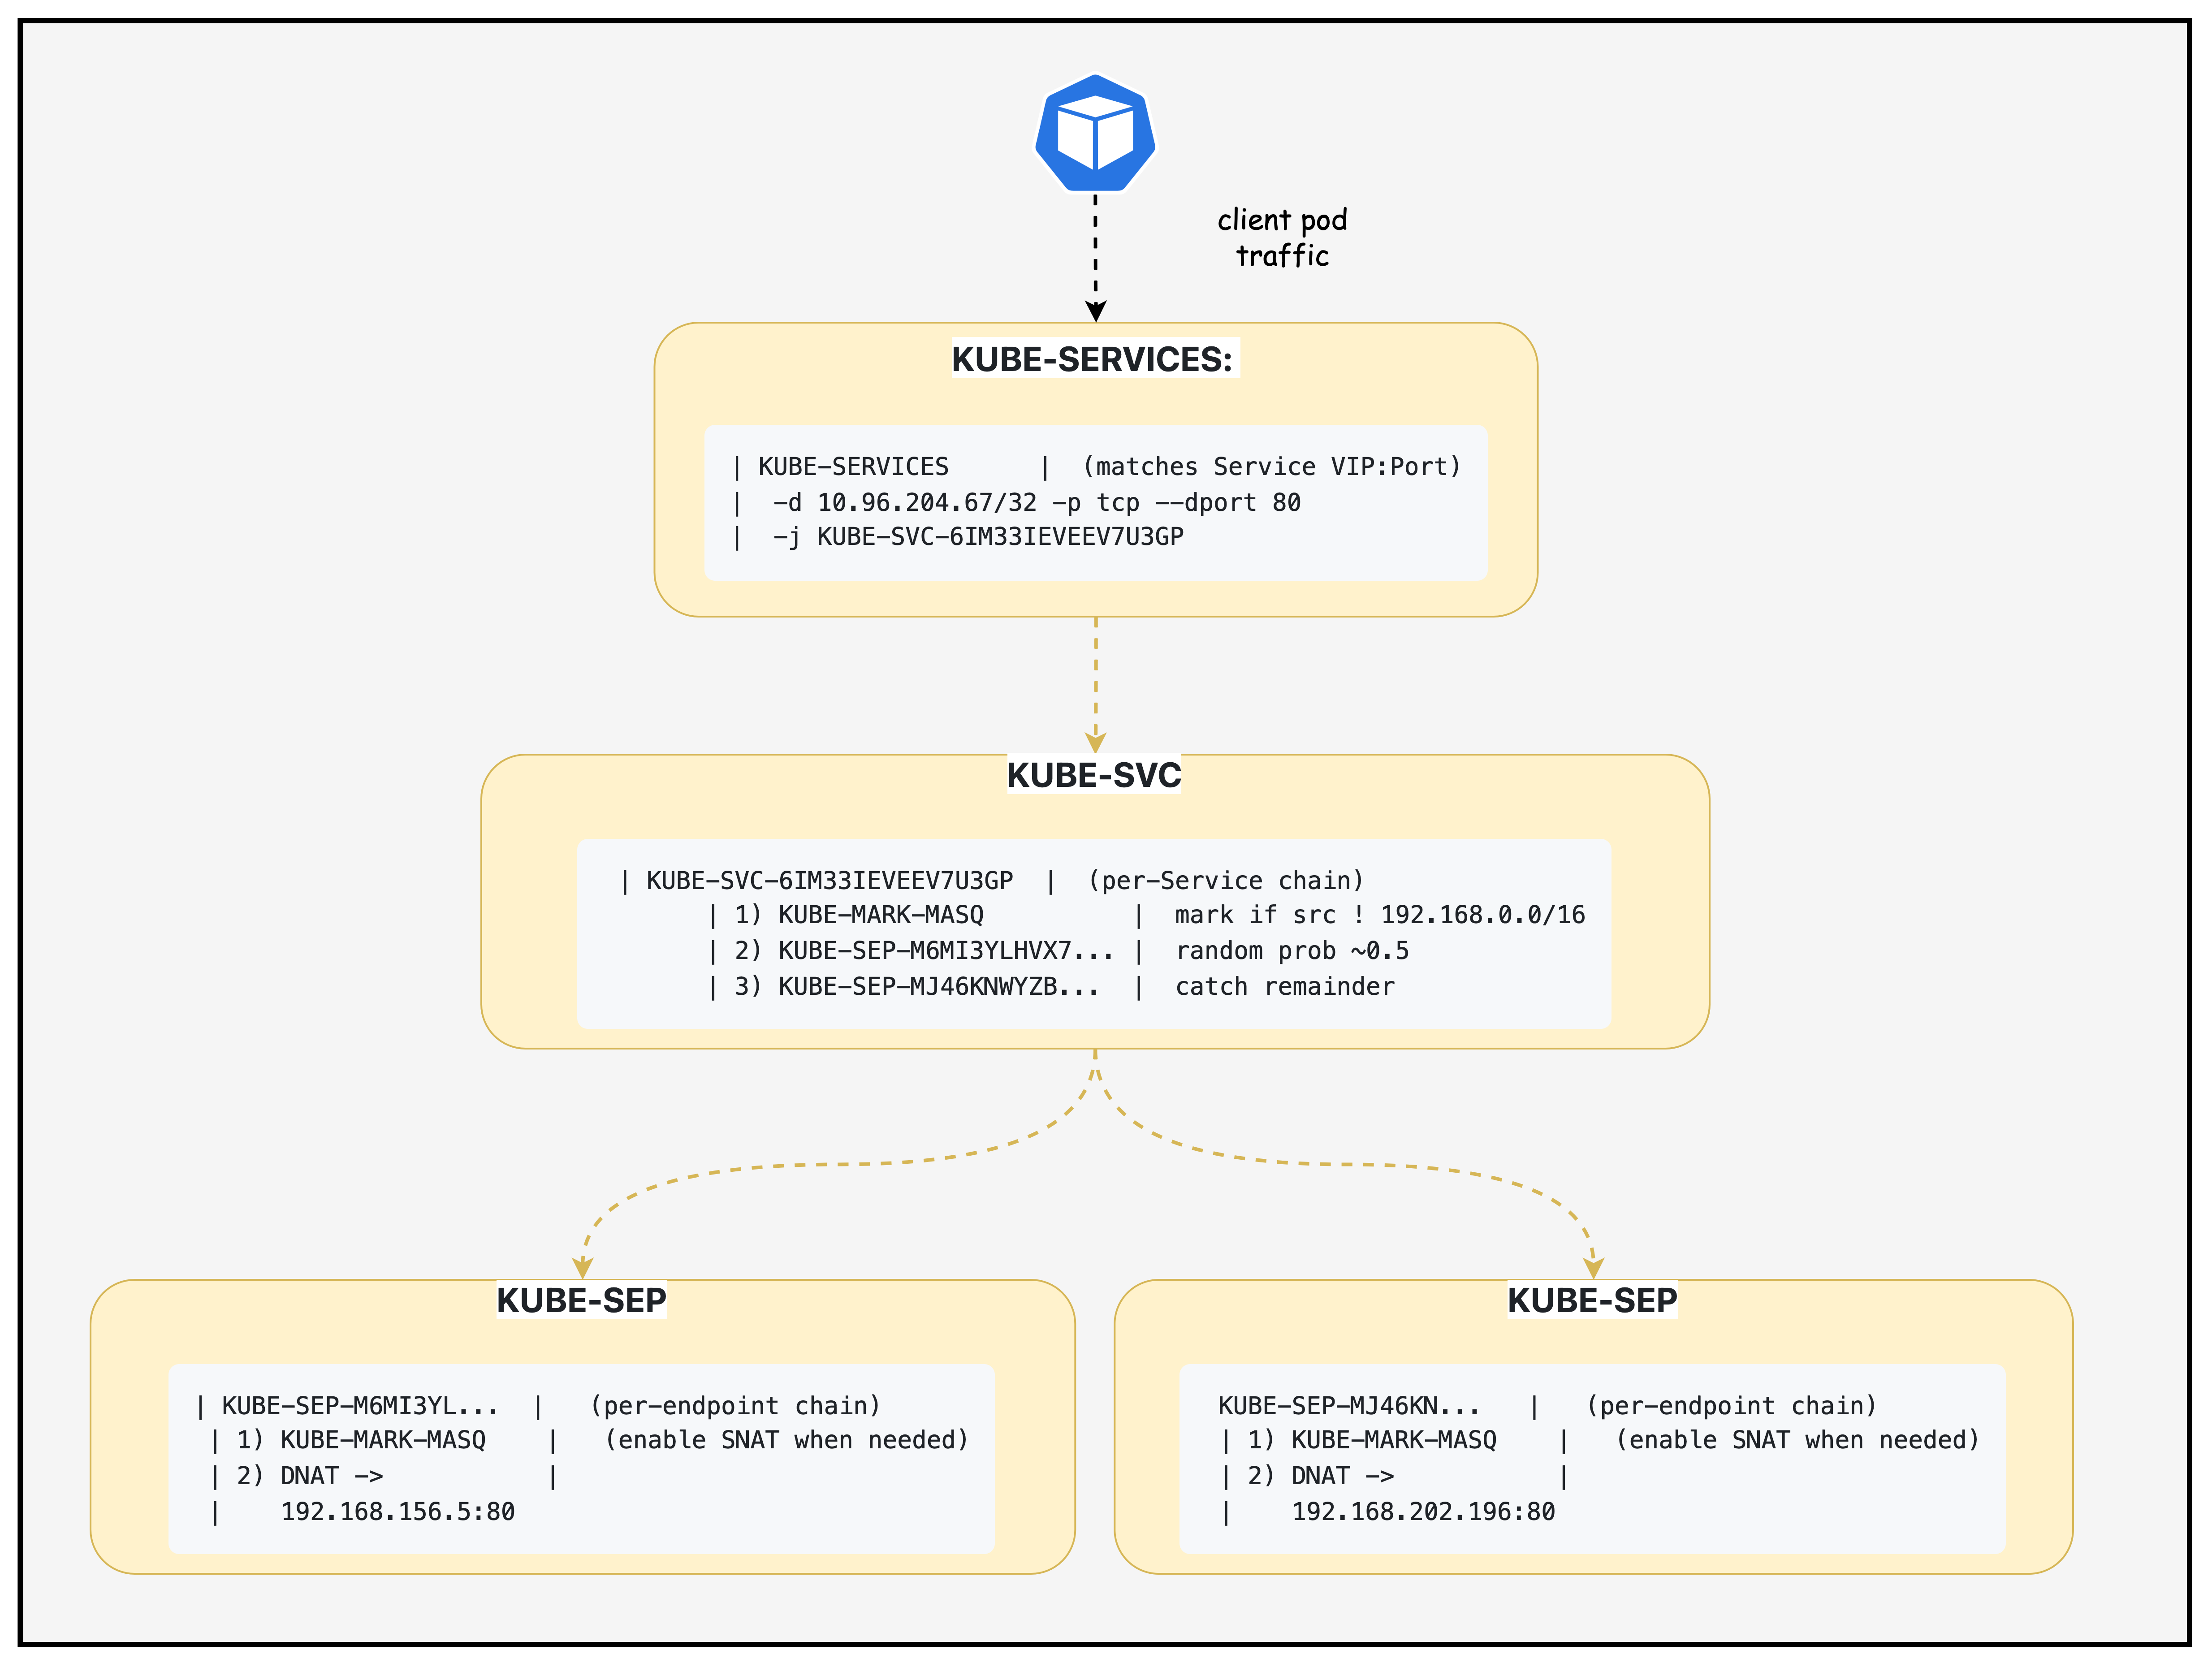 client pod
traffic
KUBE-SERVICES:
| KUBE-SERVICES      |  (matches Service VIP:Port)
|  -d 10.96.204.67/32 -p tcp --dport 80
|  -j KUBE-SVC-6IM33IEVEEV7U3GP
KUBE-SVC
| KUBE-SVC-6IM33IEVEEV7U3GP  |  (per-Service chain)
| 1) KUBE-MARK-MASQ          |  mark if src ! 192.168.0.0/16
| 2) KUBE-SEP-M6MI3YLHVX7... |  random prob ~0.5
| 3) KUBE-SEP-MJ46KNWYZB...  |  catch remainder
KUBE-SEP
| KUBE-SEP-M6MI3YL...  |   (per-endpoint chain)
| 1) KUBE-MARK-MASQ    |   (enable SNAT when needed)
| 2) DNAT ->           |
|    192.168.156.5:80
KUBE-SEP
KUBE-SEP-MJ46KN...   |   (per-endpoint chain)
| 1) KUBE-MARK-MASQ    |   (enable SNAT when needed)
| 2) DNAT ->           |
|    192.168.202.196:80